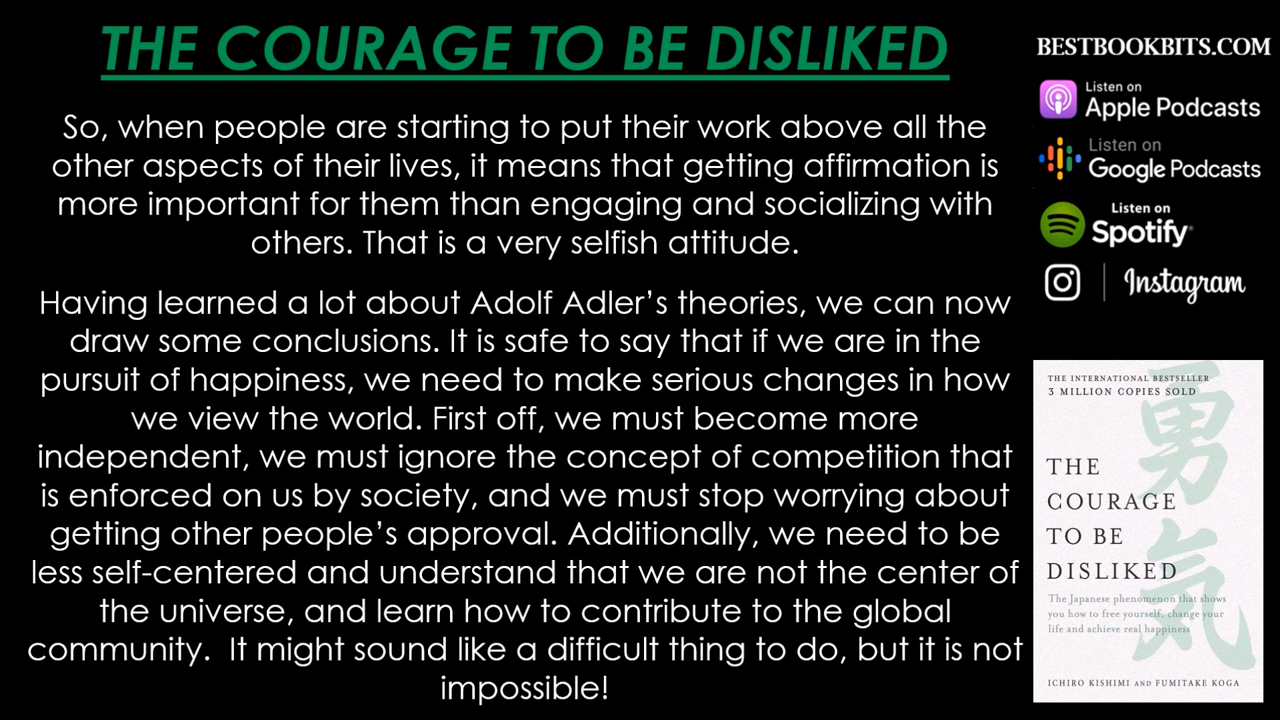 THE COURAGE TO BE DISLIKED
So, when people are starting to put their work above all the
other aspects of their lives, it means that getting affirmation is
more important for them than engaging and socializing with
others. That is a very selfish attitude.
Having learned a lot about Adolf Adler’s theories, we can now
draw some conclusions. It is safe to say that if we are in the
pursuit of happiness, we need to make serious changes in how
we view the world. First off, we must become more
independent, we must ignore the concept of competition that
is enforced on us by society, and we must stop worrying about
getting other people’s approval. Additionally, we need to be
less self-centered and understand that we are not the center of
the universe, and learn how to contribute to the global
community.  It might sound like a difficult thing to do, but it is not
impossible!
BESTBOOKBITS.COM
Listen on
Apple Podcasts
Listen on
Google Podcasts
Listen on
Spotify
Instagram
THE INTERNATIONAL BESTSELLER
3 MILLION COPIES SOLD
勇
気
THE
COURAGE
TO BE
DISLIKED
The Japanese phenomenon that shows
you how to free yourself, change your
life and achieve real happiness
ICHIRO KISHIMI AND FUMITAKE KOGA